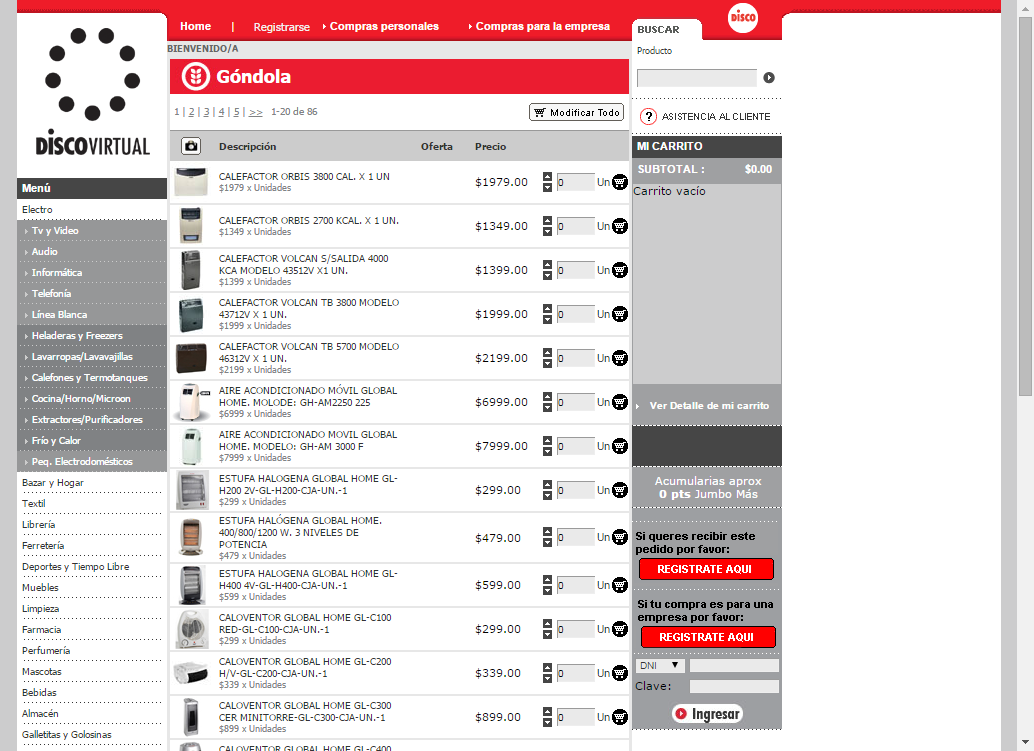 Home | Registrarse Compras personales Compras para la empresa
DISCO
BUSCAR
BIENVENIDO/A
DISCOVIRTUAL
Góndola
Producto
1 | 2 | 3 | 4 | 5 | >> 1-20 de 86
Modificar Todo
? ASISTENCIA AL CLIENTE
Descripción Oferta Precio
Menú
Electro
Tv y Video
Audio
Informática
Telefonía
Línea Blanca
Heladeras y Freezers
Lavarropas/Lavavajillas
Calefones y Termotanques
Cocina/Horno/Microon
Extractores/Purificadores
Frío y Calor
Peq. Electrodomésticos
Bazar y Hogar
Textil
Librería
Ferretería
Deportes y Tiempo Libre
Muebles
Limpieza
Farmacia
Perfumería
Mascotas
Bebidas
Almacén
Galletitas y Golosinas
CALEFACTOR ORBIS 3800 CAL. X 1 UN
$1979 x Unidades
$1979.00 0 Un
CALEFACTOR ORBIS 2700 KCAL. X 1 UN.
$1349 x Unidades
$1349.00 0 Un
CALEFACTOR VOLCAN S/SALIDA 4000
KCA MODELO 43512V X1 UN.
$1399 x Unidades
$1399.00 0 Un
CALEFACTOR VOLCAN TB 3800 MODELO
43712V X 1 UN.
$1999 x Unidades
$1999.00 0 Un
CALEFACTOR VOLCAN TB 5700 MODELO
46312V X 1 UN.
$2199 x Unidades
$2199.00 0 Un
AIRE ACONDICIONADO MÓVIL GLOBAL
HOME. MOLODE: GH-AM2250 225
$6999 x Unidades
$6999.00 0 Un
AIRE ACONDICIONADO MOVIL GLOBAL
HOME. MODELO: GH-AM 3000 F
$7999 x Unidades
$7999.00 0 Un
ESTUFA HALOGENA GLOBAL HOME GL-
H200 2V-GL-H200-CJA-UN.-1
$299 x Unidades
$299.00 0 Un
ESTUFA HALÓGENA GLOBAL HOME.
400/800/1200 W. 3 NIVELES DE
POTENCIA
$479 x Unidades
$479.00 0 Un
ESTUFA HALOGENA GLOBAL HOME GL-
H400 4V-GL-H400-CJA-UN.-1
$599 x Unidades
$599.00 0 Un
CALOVENTOR GLOBAL HOME GL-C100
RED-GL-C100-CJA-UN.-1
$299 x Unidades
$299.00 0 Un
CALOVENTOR GLOBAL HOME GL-C200
H/V-GL-C200-CJA-UN.-1
$339 x Unidades
$339.00 0 Un
CALOVENTOR GLOBAL HOME GL-C300
CER MINITORRE-GL-C300-CJA-UN.-1
$899 x Unidades
$899.00 0 Un
CALOVENTOR GLOBAL HOME GL-C400
MI CARRITO
SUBTOTAL : $0.00
Carrito vacío
Ver Detalle de mi carrito
Acumularias aprox
0 pts Jumbo Más
Si queres recibir este
pedido por favor:
REGISTRATE AQUI
Si tu compra es para una
empresa por favor:
REGISTRATE AQUI
DNI
Clave:
Ingresar